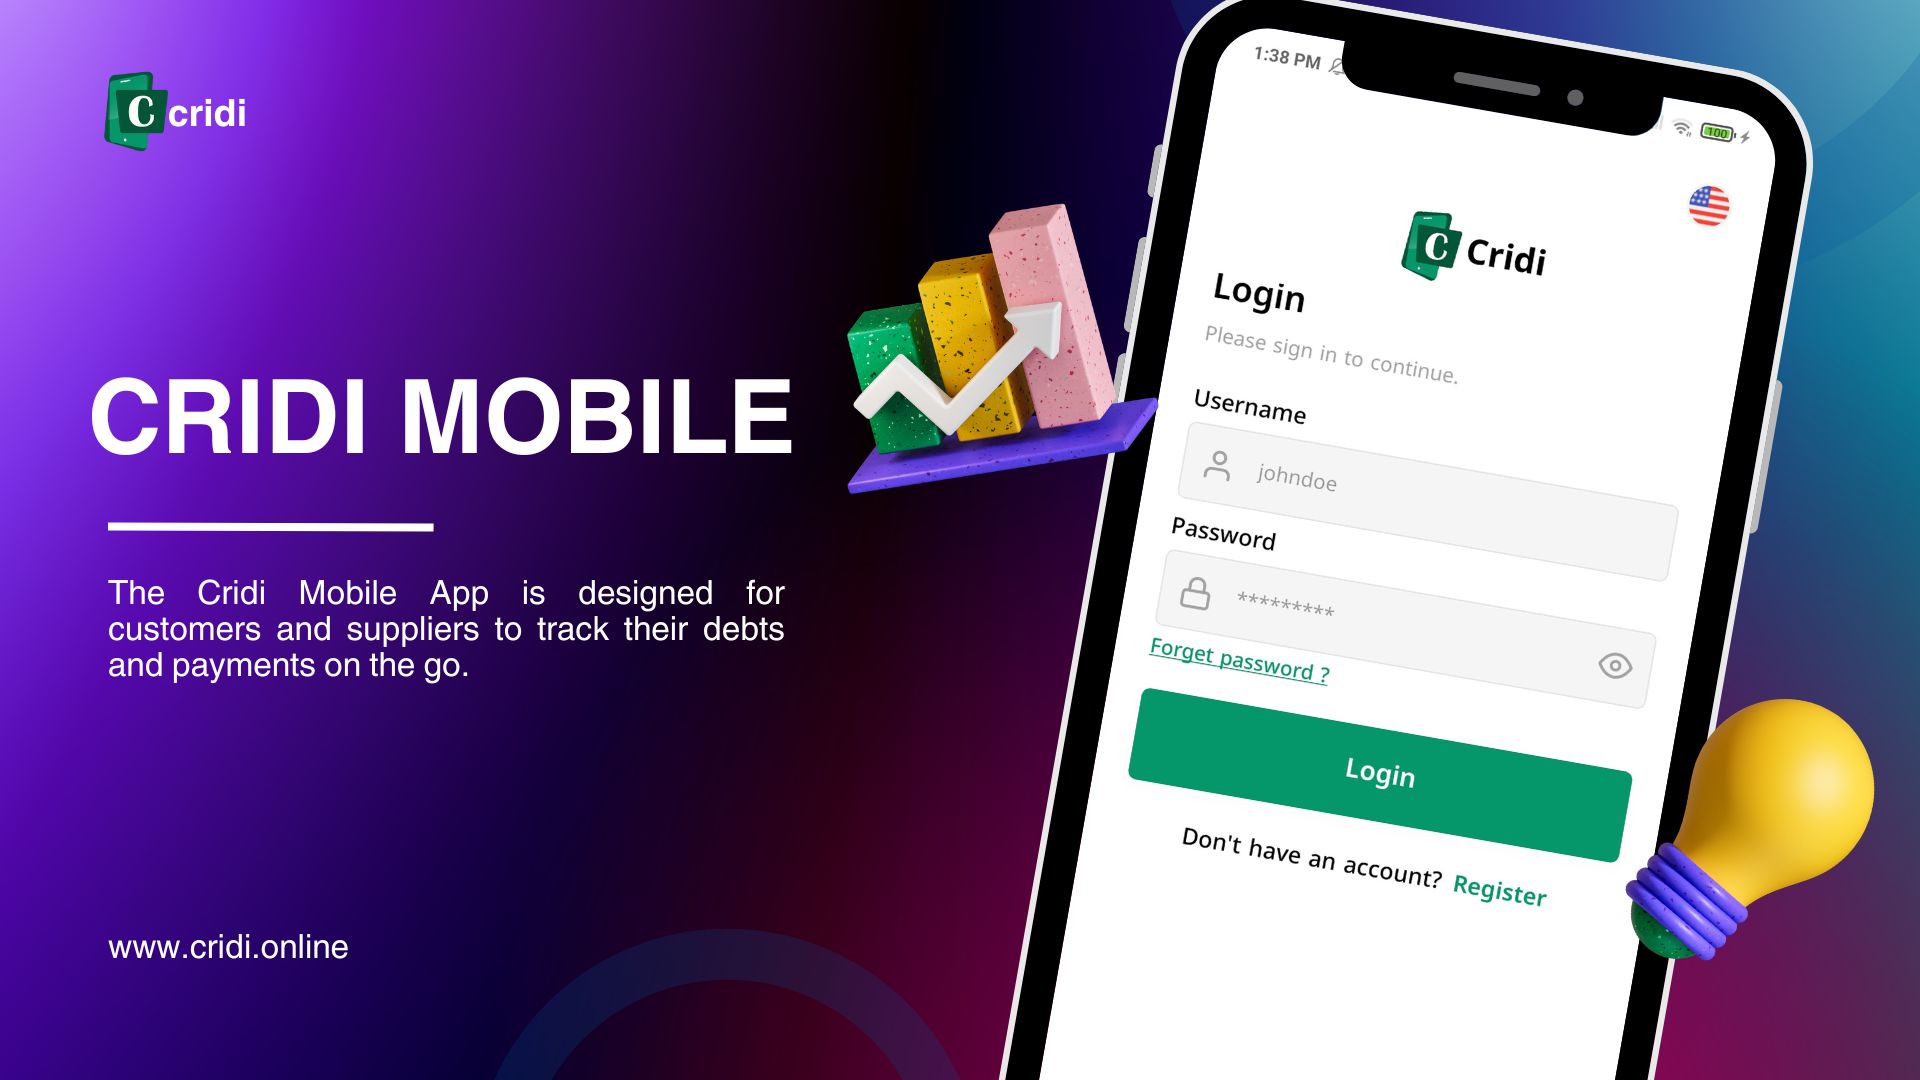 C cridi
CRIDI MOBILE
The Cridi Mobile App is designed for
customers and suppliers to track their debts
and payments on the go.
www.cridi.online
1:38 PM
100
C Cridi
Login
Please sign in to continue.
Username
johndoe
Password
*********
Forget password ?
Login
Don't have an account? Register